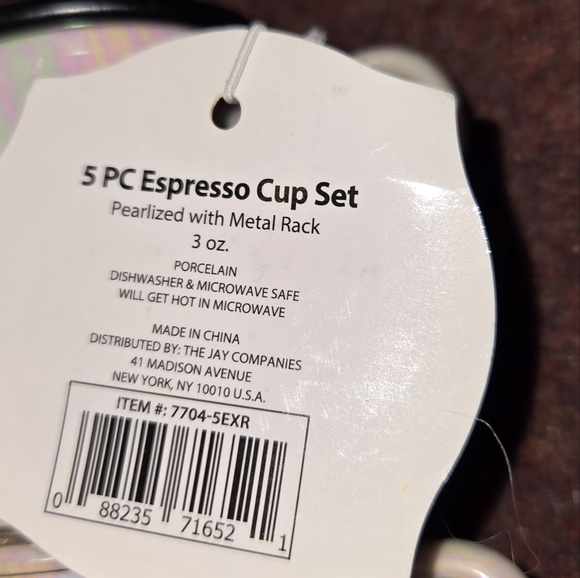 5 PC Espresso Cup Set
Pearlized with Metal Rack
3 oz.
PORCELAIN
DISHWASHER & MICROWAVE SAFE
WILL GET HOT IN MICROWAVE
MADE IN CHINA
DISTRIBUTED BY: THE JAY COMPANIES
41 MADISON AVENUE
NEW YORK, NY 10010 U.S.A.
ITEM #: 7704-5EXR
0 88235 71652 1